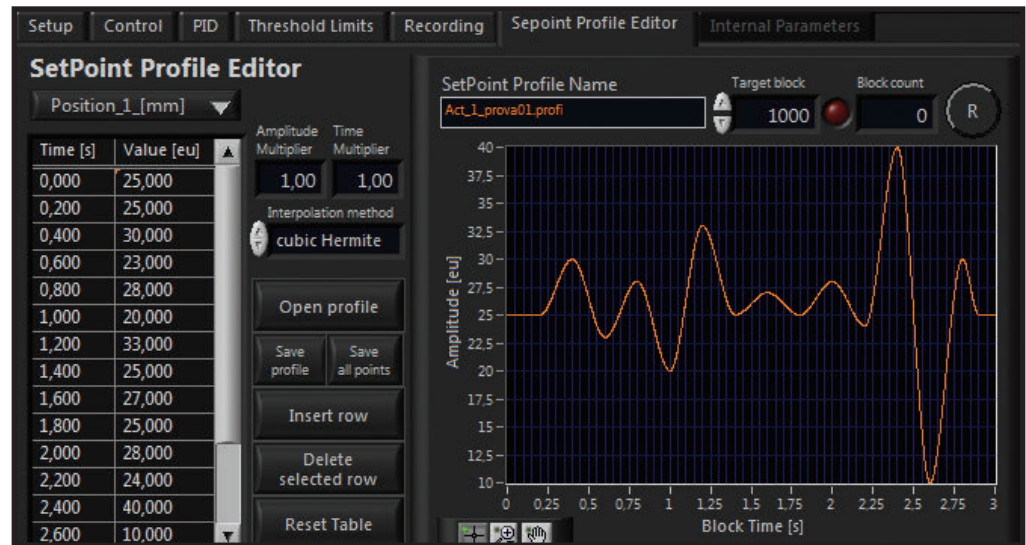 Setup Control PID Threshold Limits Recording Sepoint Profile Editor Internal Parameters
SetPoint Profile Editor
Position_1_[mm]
Time [s] Value [eu]
0,000 25,000
0,200 25,000
0,400 30,000
0,600 23,000
0,800 28,000
1,000 20,000
1,200 33,000
1,400 25,000
1,600 27,000
1,800 25,000
2,000 28,000
2,200 24,000
2,400 40,000
2,600 10,000
Amplitude Time
Multiplier Multiplier
1,00 1,00
Interpolation method
cubic Hermite
Open profile
Save Save
profile all points
Insert row
Delete
selected row
Reset Table
SetPoint Profile Name Target block Block count
Act_1_prova01.profi 1000 0 R
Amplitude [eu]
40
37,5
35
32,5
30
27,5
25
22,5
20
17,5
15
12,5
10
0 0,25 0,5 0,75 1 1,25 1,5 1,75 2 2,25 2,5 2,75 3
Block Time [s]